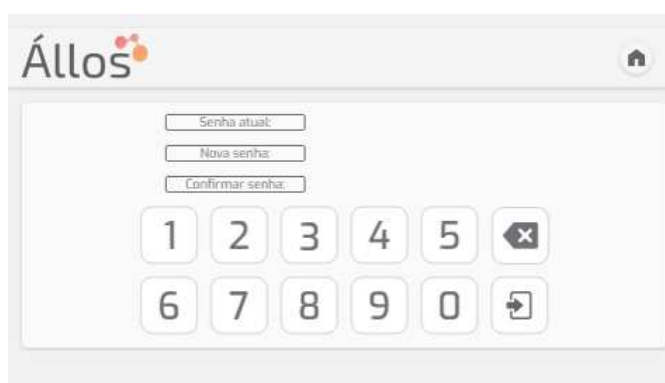 Állos
Senha atual:
Nova senha:
Confirmar senha:
1 2 3 4 5
6 7 8 9 0